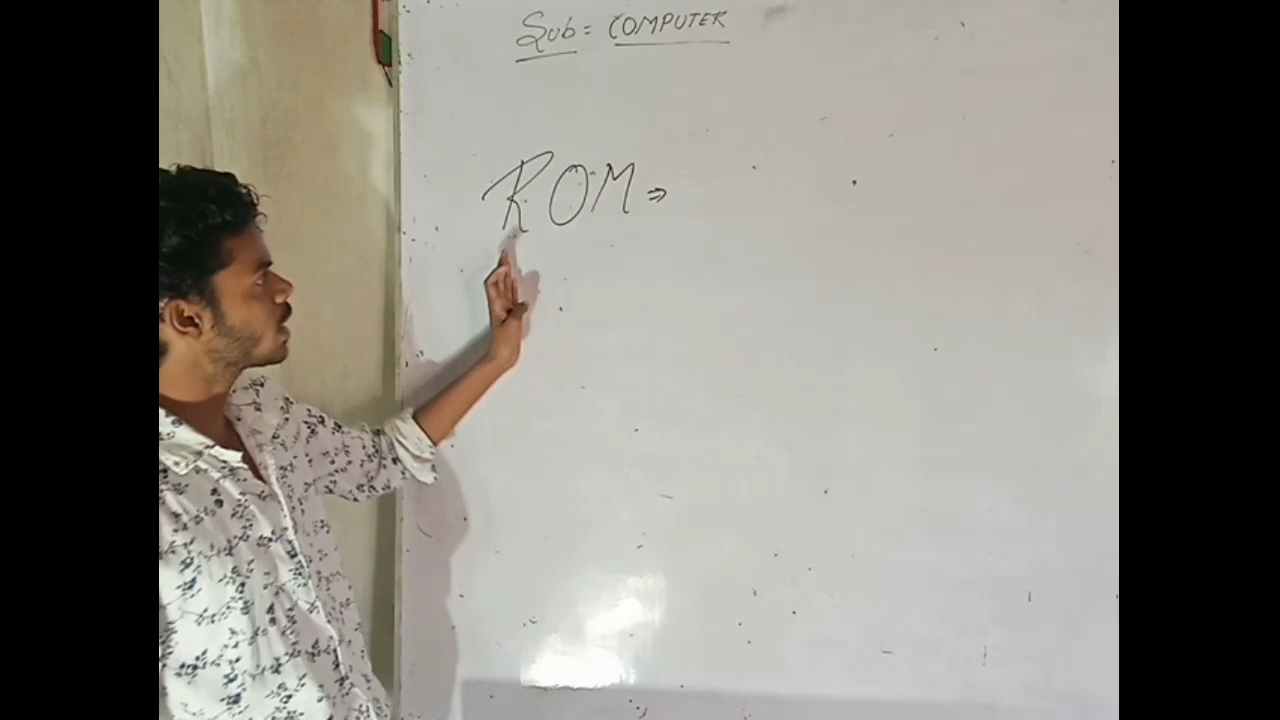 Sub = COMPUTER
ROM ⇒